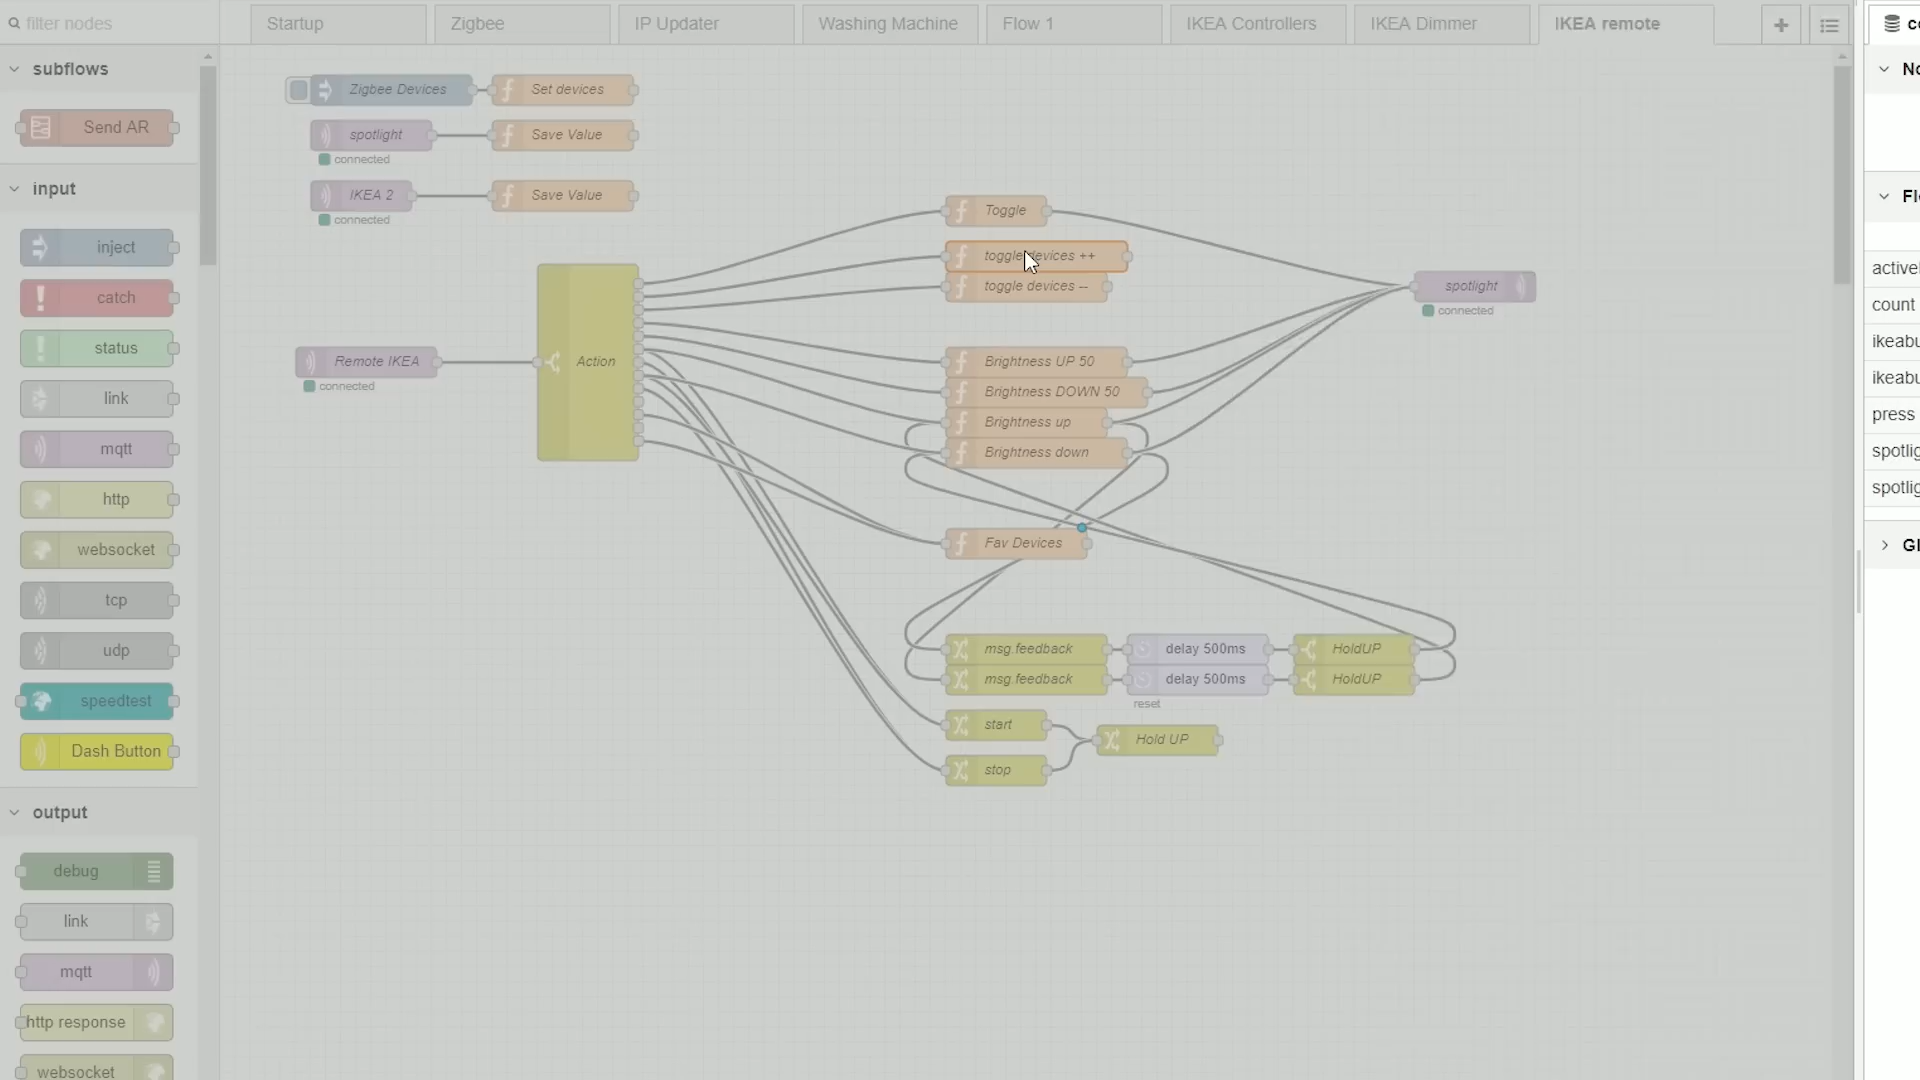 filter nodes
Startup
Zigbee
IP Updater
Washing Machine
Flow 1
IKEA Controllers
IKEA Dimmer
IKEA remote
subflows
Send AR
input
inject
catch
status
link
mqtt
http
websocket
tcp
udp
speedtest
Dash Button
output
debug
link
mqtt
http response
websocket
Zigbee Devices
Set devices
spotlight
Save Value
connected
IKEA 2
Save Value
connected
Remote IKEA
connected
Action
Toggle
toggle devices ++
toggle devices --
Brightness UP 50
Brightness DOWN 50
Brightness up
Brightness down
Fav Devices
msg.feedback
delay 500ms
HoldUP
msg.feedback
delay 500ms
HoldUP
reset
start
Hold UP
stop
spotlight
connected
count
press